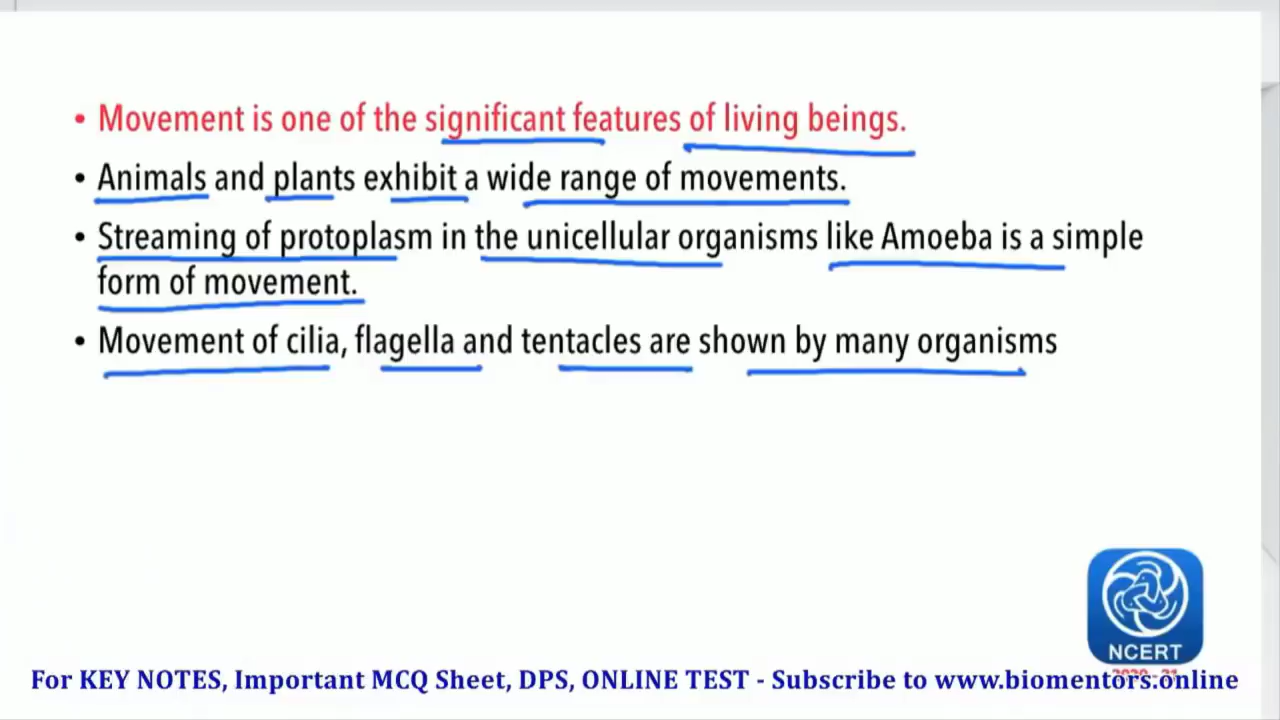 • Movement is one of the significant features of living beings.
• Animals and plants exhibit a wide range of movements.
• Streaming of protoplasm in the unicellular organisms like Amoeba is a simple
form of movement.
• Movement of cilia, flagella and tentacles are shown by many organisms
NCERT
2020-21
For KEY NOTES, Important MCQ Sheet, DPS, ONLINE TEST - Subscribe to www.biomentors.online